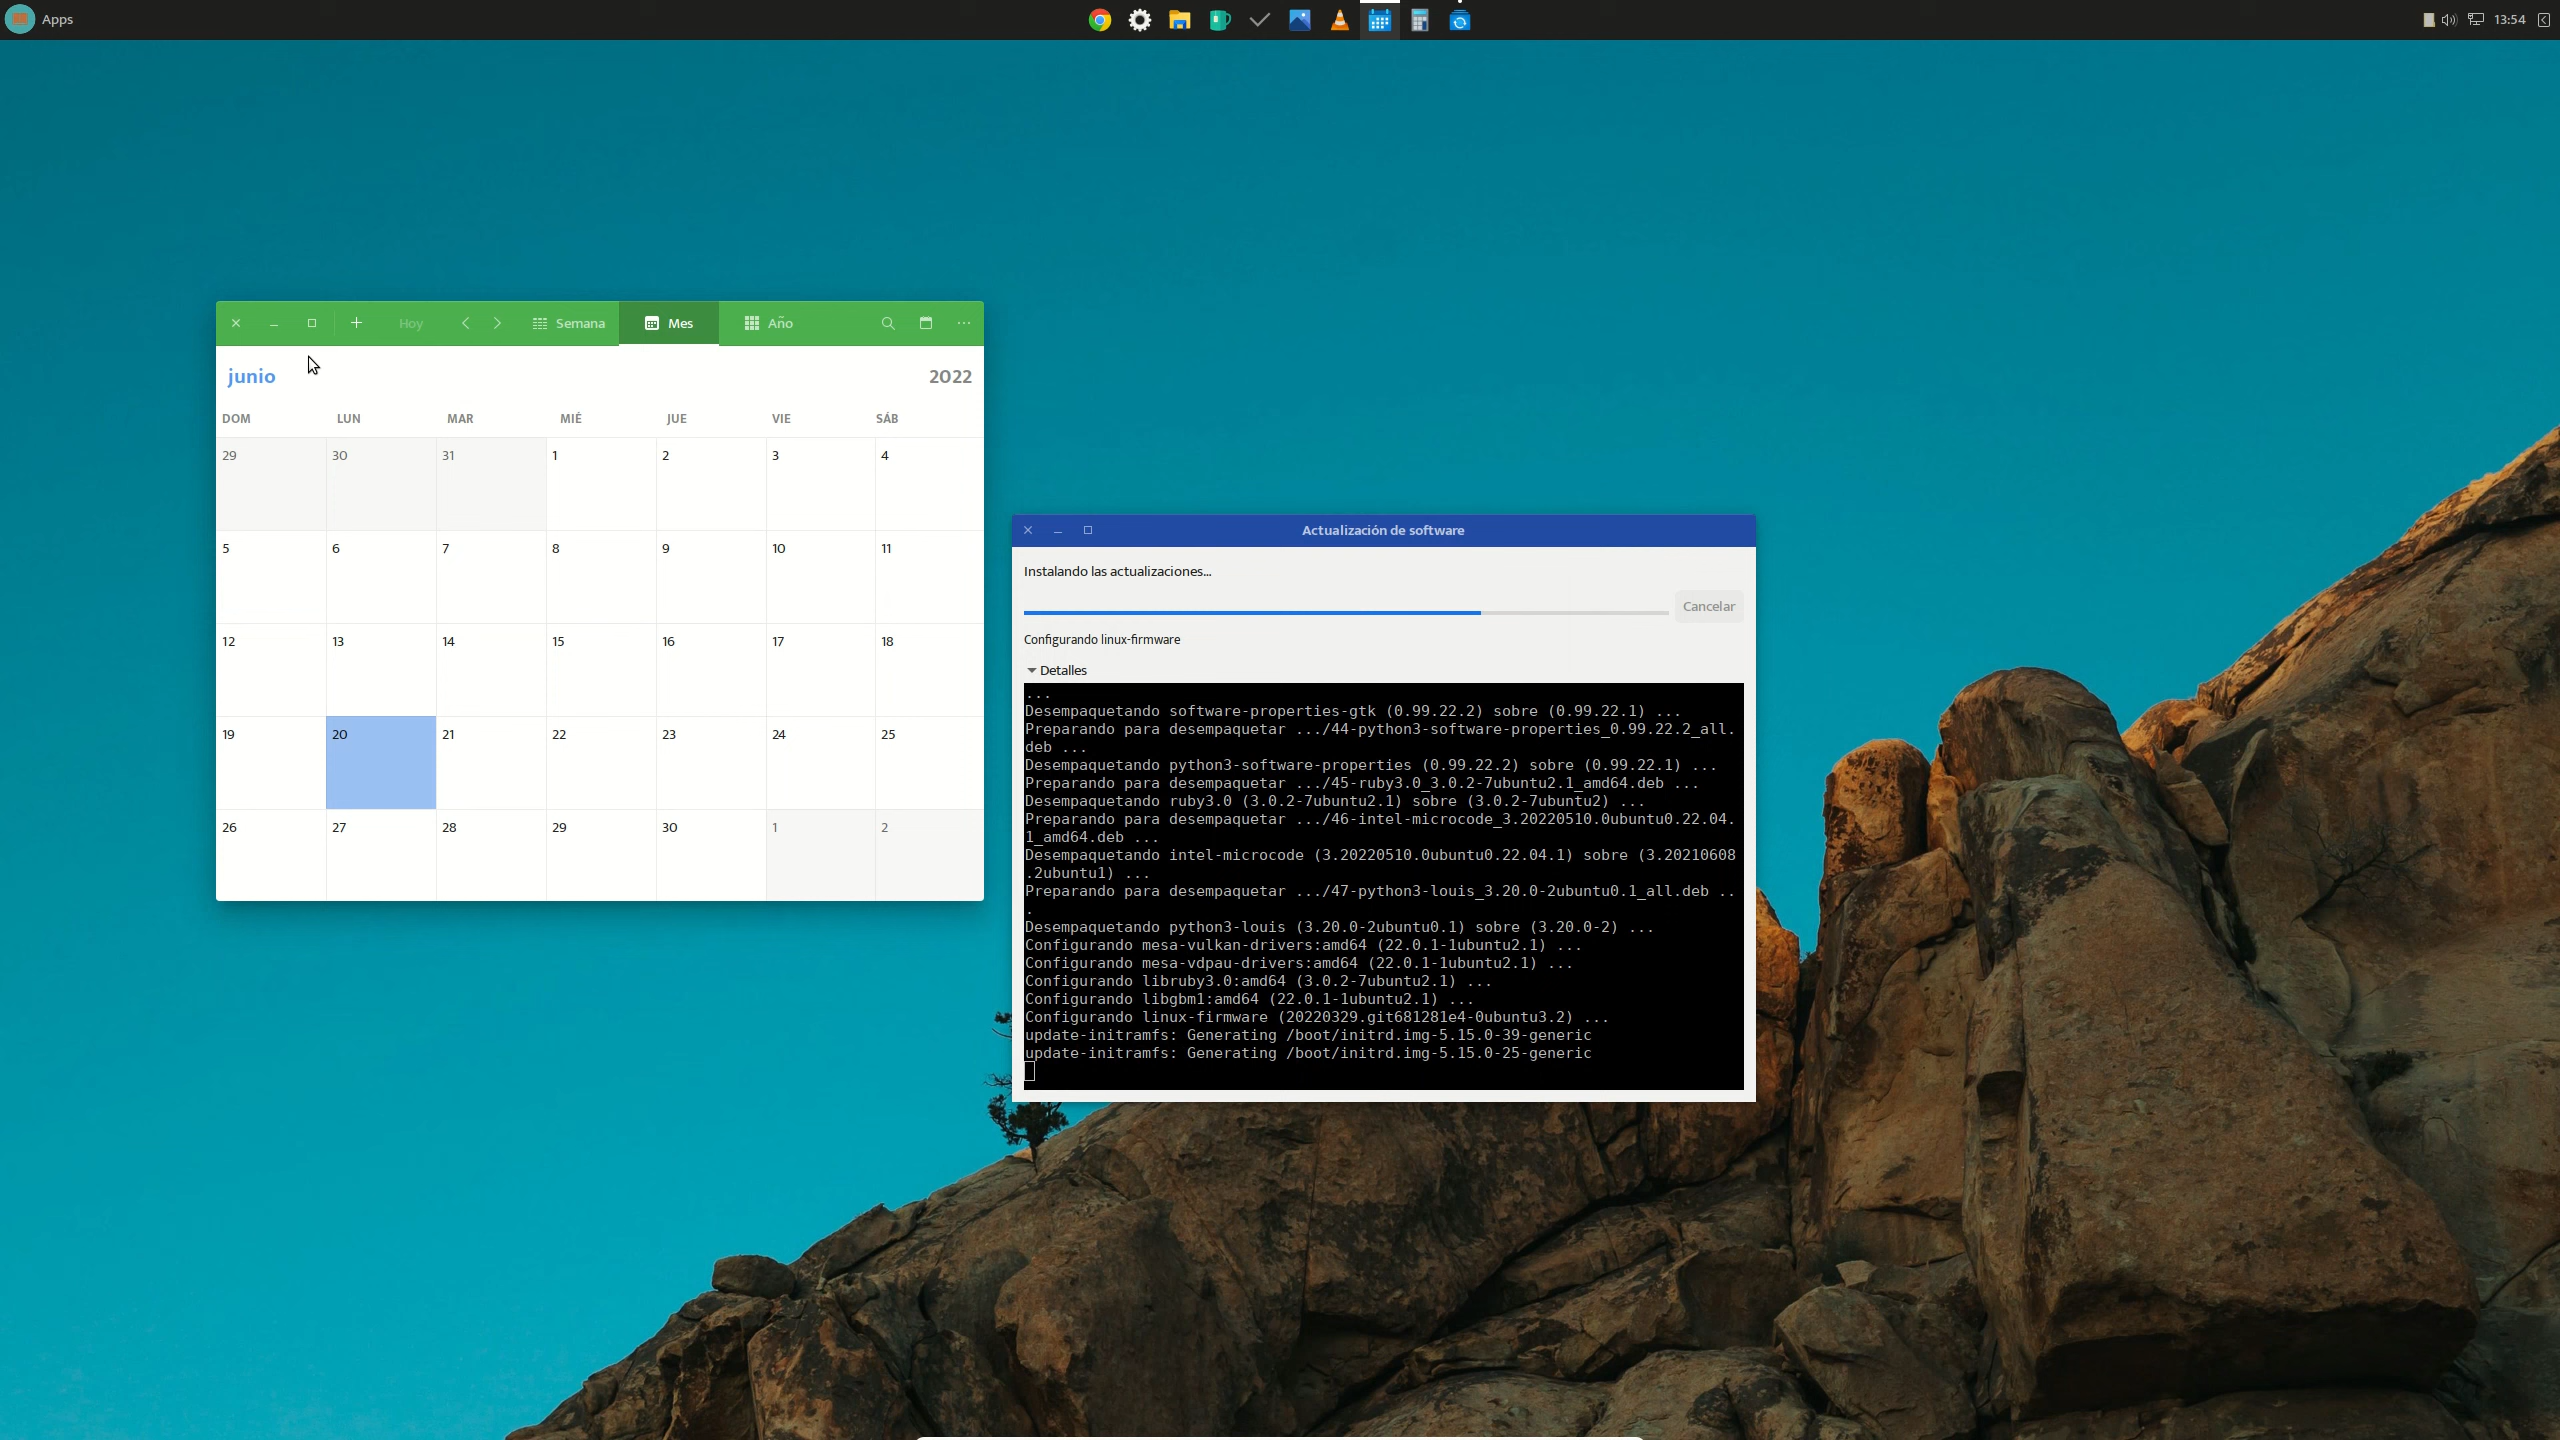 Apps
13:54
Hoy
Semana
Mes
Año
junio
2022
DOM LUN MAR MIÉ JUE VIE SÁB
29 30 31 1 2 3 4
5 6 7 8 9 10 11
12 13 14 15 16 17 18
19 20 21 22 23 24 25
26 27 28 29 30 1 2
Actualización de software
Instalando las actualizaciones...
Cancelar
Configurando linux-firmware
Detalles
...
Desempaquetando software-properties-gtk (0.99.22.2) sobre (0.99.22.1) ...
Preparando para desempaquetar .../44-python3-software-properties_0.99.22.2_all.
deb ...
Desempaquetando python3-software-properties (0.99.22.2) sobre (0.99.22.1) ...
Preparando para desempaquetar .../45-ruby3.0_3.0.2-7ubuntu2.1_amd64.deb ...
Desempaquetando ruby3.0 (3.0.2-7ubuntu2.1) sobre (3.0.2-7ubuntu2) ...
Preparando para desempaquetar .../46-intel-microcode_3.20220510.0ubuntu0.22.04.
1_amd64.deb ...
Desempaquetando intel-microcode (3.20220510.0ubuntu0.22.04.1) sobre (3.20210608
.2ubuntu1) ...
Preparando para desempaquetar .../47-python3-louis_3.20.0-2ubuntu0.1_all.deb ..
.
Desempaquetando python3-louis (3.20.0-2ubuntu0.1) sobre (3.20.0-2) ...
Configurando mesa-vulkan-drivers:amd64 (22.0.1-1ubuntu2.1) ...
Configurando mesa-vdpau-drivers:amd64 (22.0.1-1ubuntu2.1) ...
Configurando libruby3.0:amd64 (3.0.2-7ubuntu2.1) ...
Configurando libgbm1:amd64 (22.0.1-1ubuntu2.1) ...
Configurando linux-firmware (20220329.git681281e4-0ubuntu3.2) ...
update-initramfs: Generating /boot/initrd.img-5.15.0-39-generic
update-initramfs: Generating /boot/initrd.img-5.15.0-25-generic